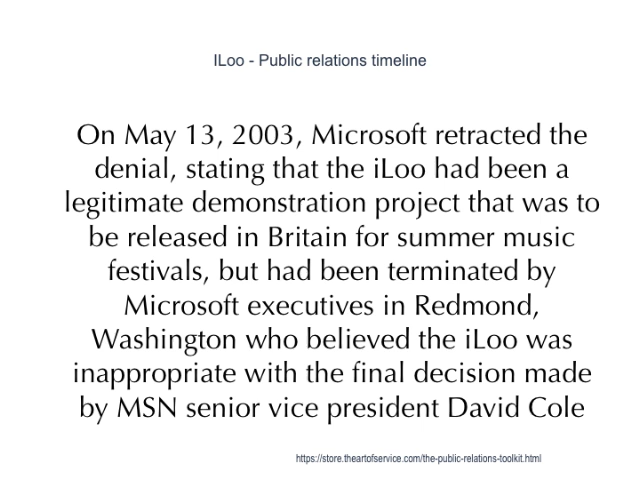 ILoo - Public relations timeline
On May 13, 2003, Microsoft retracted the
denial, stating that the iLoo had been a
legitimate demonstration project that was to
be released in Britain for summer music
festivals, but had been terminated by
Microsoft executives in Redmond,
Washington who believed the iLoo was
inappropriate with the final decision made
by MSN senior vice president David Cole
https://store.theartofservice.com/the-public-relations-toolkit.html